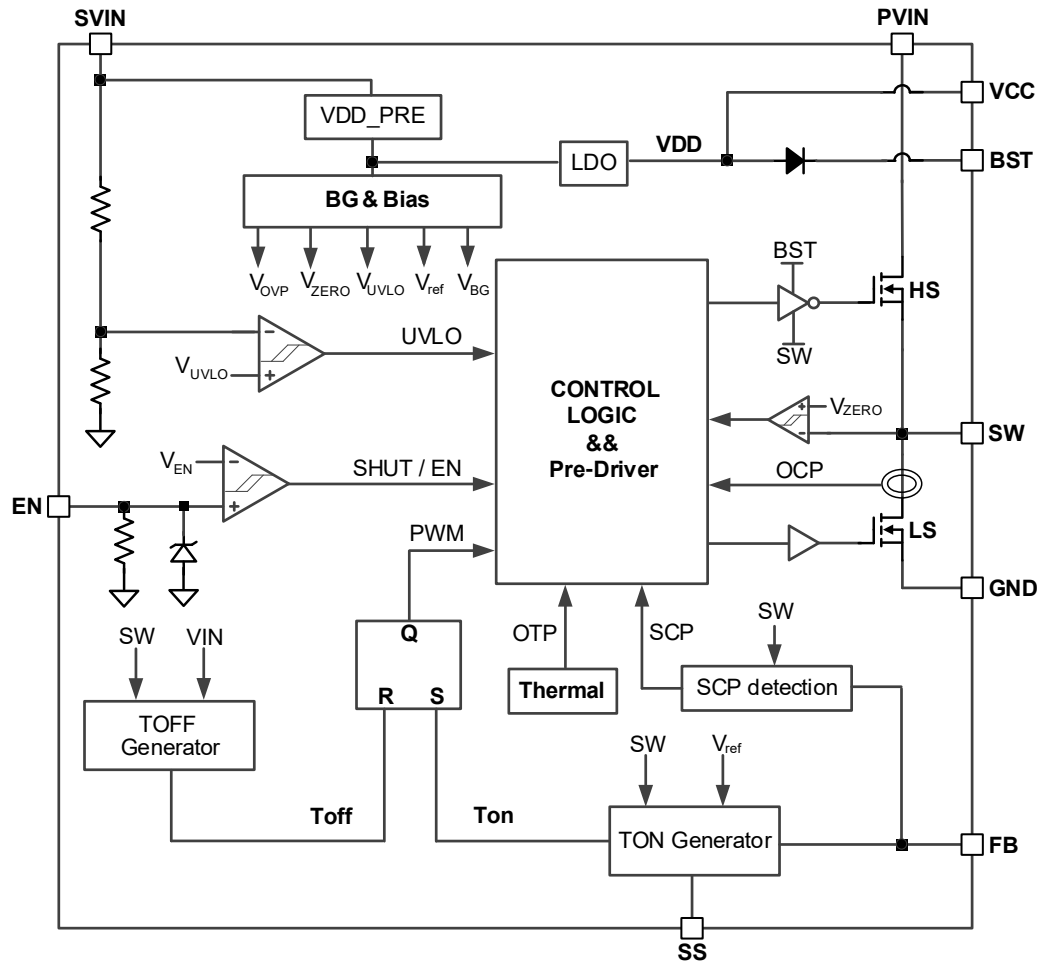 SVIN
PVIN
VCC
VDD_PRE
VDD
BST
LDO
BG & Bias
VOVP
VZERO
VUVLO
Vref
VBG
BST
HS
SW
UVLO
VUVLO
−
+
CONTROL
LOGIC
&&
Pre-Driver
+
VZERO
−
SW
VEN
−
SHUT / EN
OCP
EN
+
PWM
LS
GND
SW
VIN
Q
OTP
SCP
SW
R
S
Thermal
SCP detection
TOFF
Generator
SW
Vref
Toff
Ton
TON Generator
FB
SS